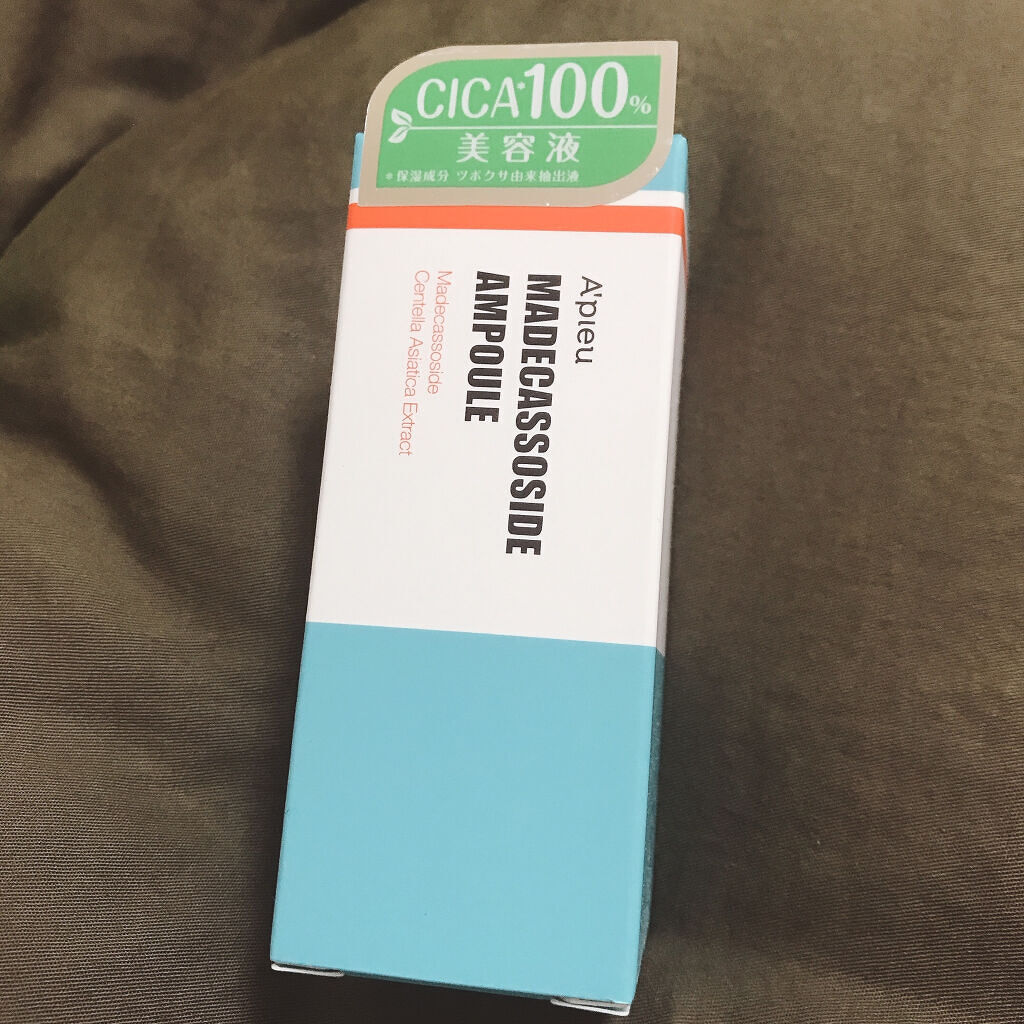 CICA*100%
美容液
*保湿成分 ツボクサ由来抽出液
A'pieu
MADECASSOSIDE
AMPOULE
Madecassoside
Centella Asiatica Extract